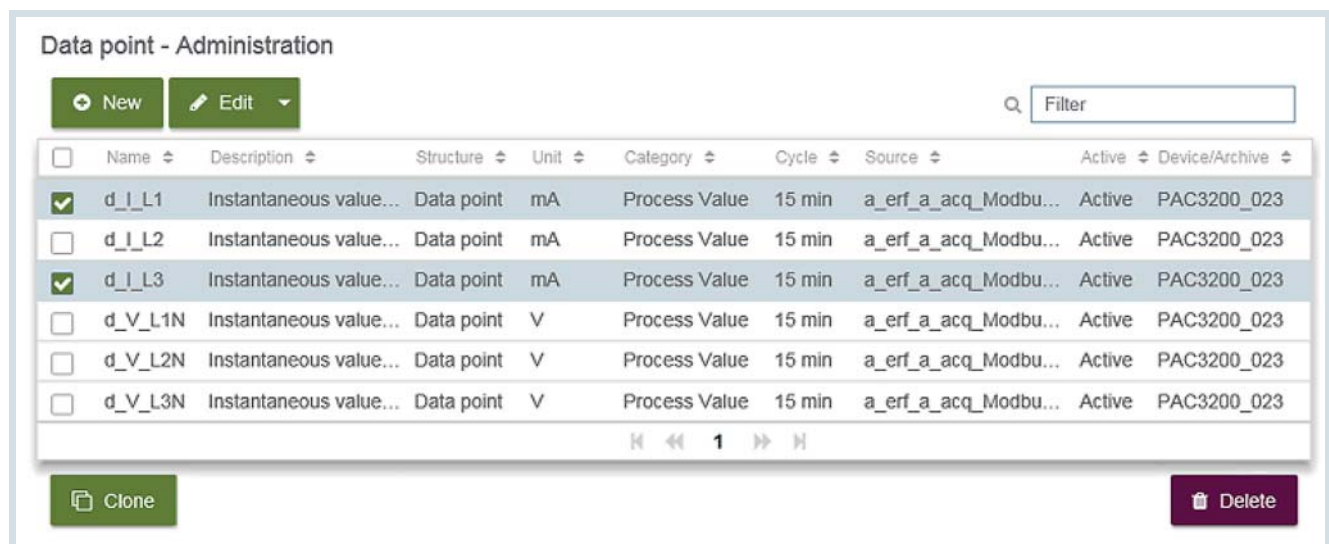 Data point - Administration
New Edit Filter
Name Description Structure Unit Category Cycle Source Active Device/Archive
d_I_L1 Instantaneous value... Data point mA Process Value 15 min a_erf_a_acq_Modbu... Active PAC3200_023
d_I_L2 Instantaneous value... Data point mA Process Value 15 min a_erf_a_acq_Modbu... Active PAC3200_023
d_I_L3 Instantaneous value... Data point mA Process Value 15 min a_erf_a_acq_Modbu... Active PAC3200_023
d_V_L1N Instantaneous value... Data point V Process Value 15 min a_erf_a_acq_Modbu... Active PAC3200_023
d_V_L2N Instantaneous value... Data point V Process Value 15 min a_erf_a_acq_Modbu... Active PAC3200_023
d_V_L3N Instantaneous value... Data point V Process Value 15 min a_erf_a_acq_Modbu... Active PAC3200_023
1
Clone Delete